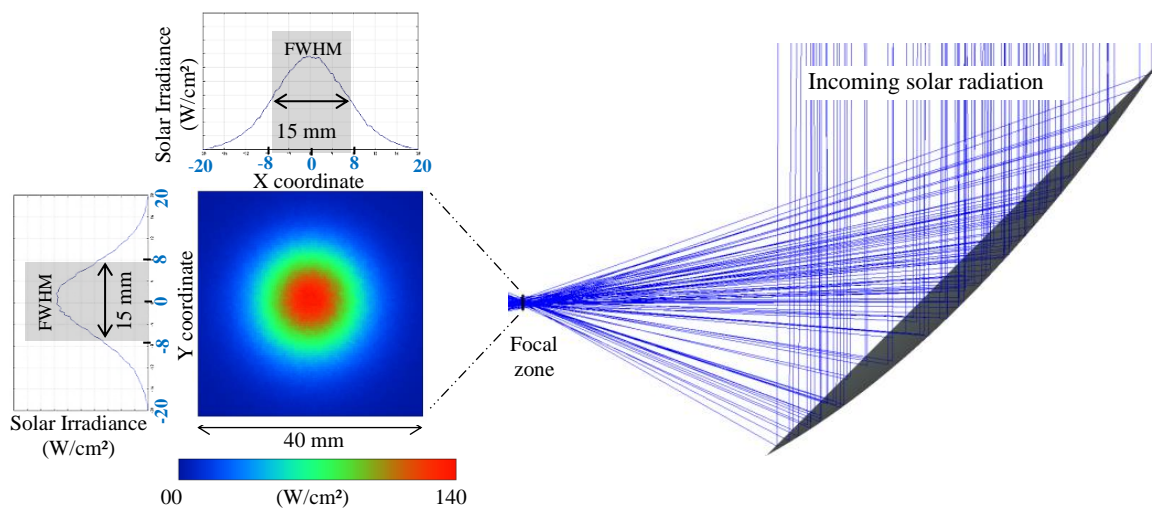 Solar Irradiance
(W/cm²)
FWHM
15 mm
-20
-8
0
8
20
X coordinate
Incoming solar radiation
20
8
0
-8
-20
FWHM
15 mm
Y coordinate
Solar Irradiance
(W/cm²)
40 mm
Focal
zone
00
(W/cm²)
140